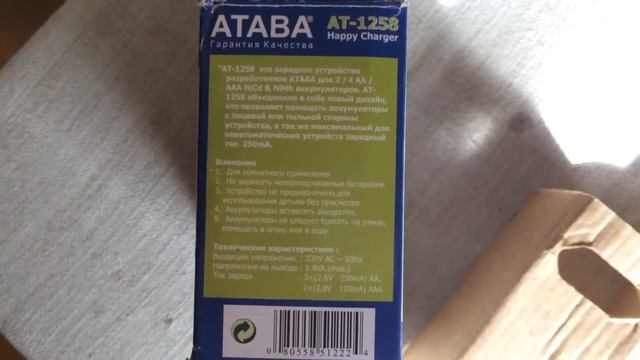 ATABA® AT-1258
Гарантия Качества Happy Charger
"AT-1258 это зарядное устройство
разработанное ATABA для 2 / 4 AA /
AAA NiCd & NiMh аккумуляторов. AT-
1258 объединило в себе новый дизайн,
что позволяет помещать аккумуляторы
с лицевой или тыльной стороны
устройства, а так же максимальный для
неавтоматических устройств зарядный
ток 250mA.
Внимание
1. Для комнатного применения
2. Не заряжать неперезаряжаемые батарейки.
3. Устройство не предназначено для
использования детьми без присмотра.
4. Аккумуляторы вставлять аккуратно.
5. Аккумуляторы не следует бросать на улице,
помещать в огонь или в воду.
Технические характеристики :
Входящее напряжение : 230V AC ~ 50Hz
Напряжение на выходе : 1.4VA (max.)
Ток заряда : 2×(2.8V 250mA) AA,
2×(2.8V 120mA) AAA
0 80558 51222 4